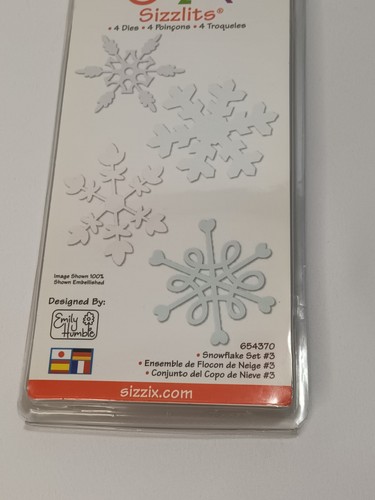 Sizzlits®
• 4 Dies • 4 Poinçons • 4 Troqueles
Image Shown 100%
Shown Embellished
Designed By:
Emily
Humble
654370
• Snowflake Set #3
• Ensemble de Flocon de Neige #3
• Conjunto del Copo de Nieve #3
sizzix.com